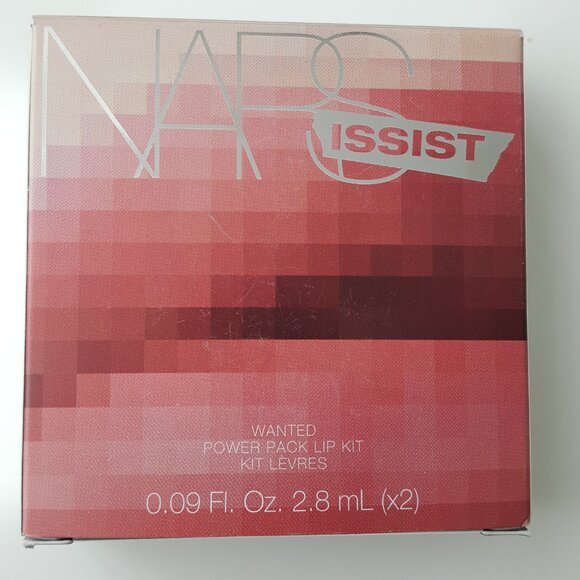 NARS
ISSIST
WANTED
POWER PACK LIP KIT
KIT LÈVRES
0.09 Fl. Oz. 2.8 mL (x2)